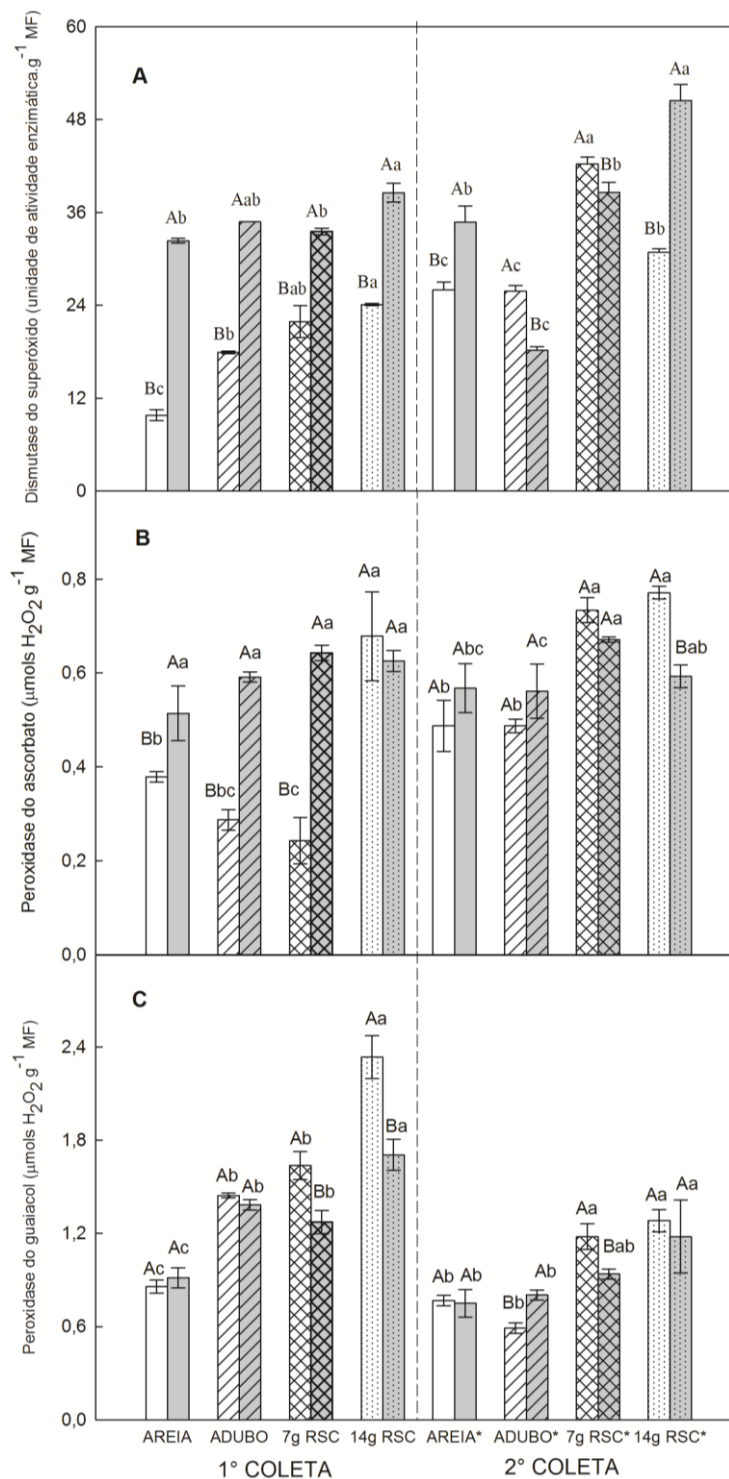 60
A
Aa
48
Aa
Bb
Aa
Aab
Ab
Ab
Ab
36
Bb
Bc
Ac
Ba
Bab
24
Bb
Bc
Bc
12
0
Dismutase do superóxido (unidade de atividade enzimática.g-1 MF)
B
0,8
Aa
Aa
Aa
Aa
Aa
Aa
Aa
Abc
Ac
Bab
0,6
Ab
Ab
Bb
0,4
Bbc
Bc
0,2
0,0
Peroxidase do ascorbato (µmols H2O2 g-1 MF)
C
2,4
Aa
1,8
Ba
Ab
Ab
Ab
Bb
Aa
Aa
Aa
1,2
Bab
Ac
Ac
Ab
Ab
Ab
Bb
0,6
0,0
Peroxidase do guaiacol (µmols H2O2 g-1 MF)
AREIA ADUBO 7g RSC 14g RSC AREIA* ADUBO* 7g RSC* 14g RSC*
1° COLETA 2° COLETA